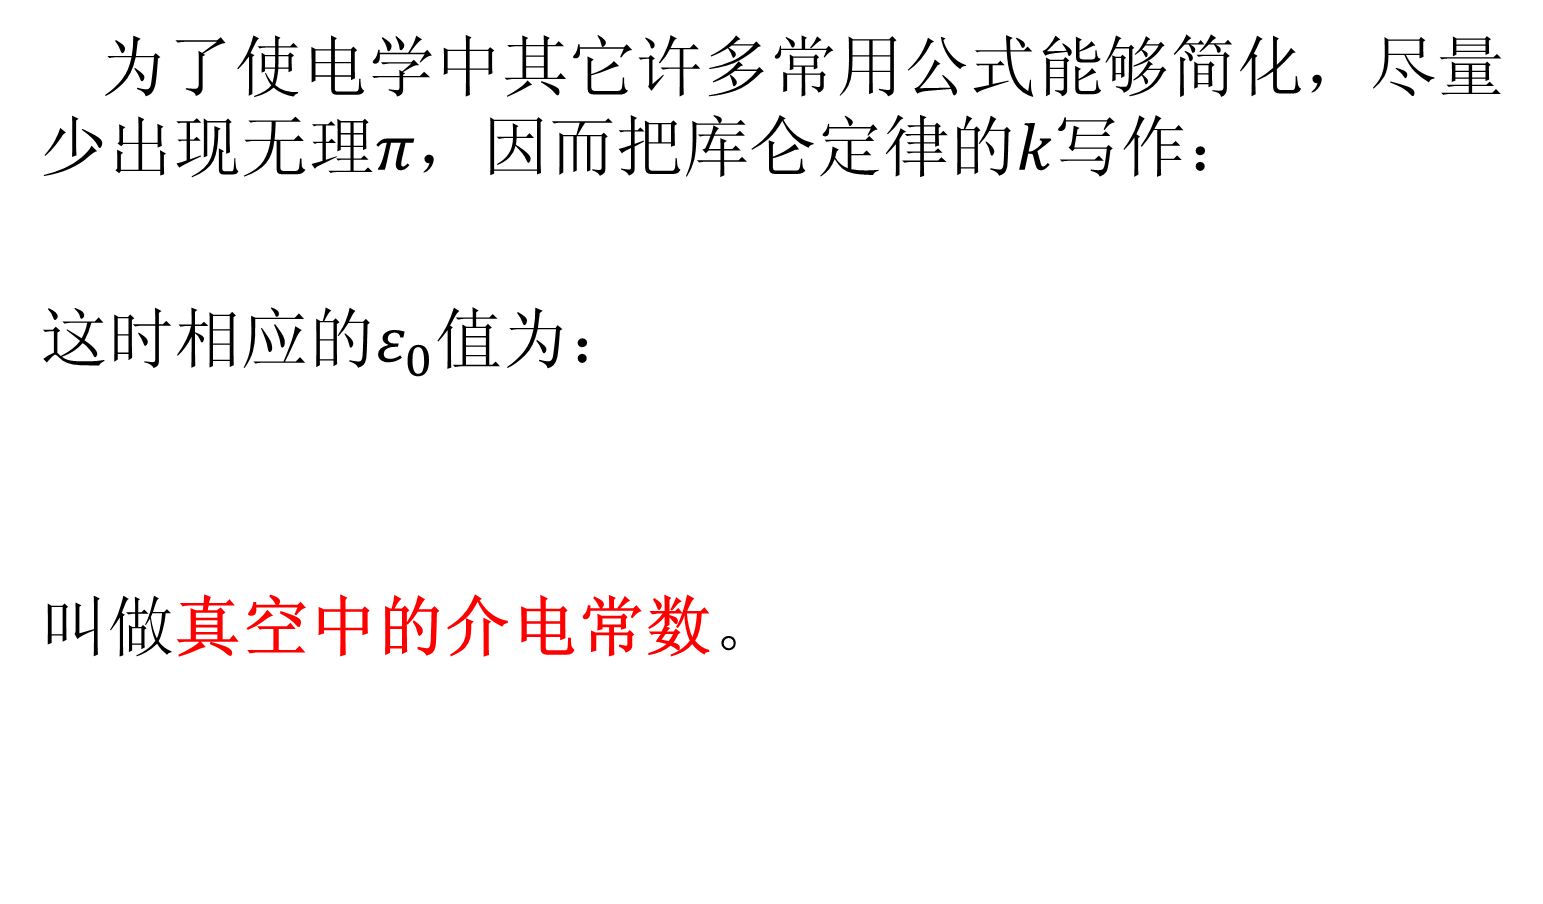 为了使电学中其它许多常用公式能够简化，尽量
少出现无理π，因而把库仑定律的k写作：
这时相应的ε₀值为：
叫做真空中的介电常数。